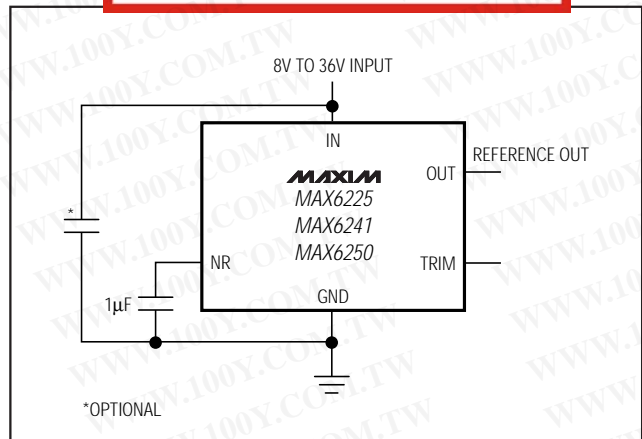 8V TO 36V INPUT
IN
MAXIM
MAX6225
MAX6241
MAX6250
OUT
REFERENCE OUT
*
NR
TRIM
1µF
GND
*OPTIONAL
WWW.100Y.COM.TW